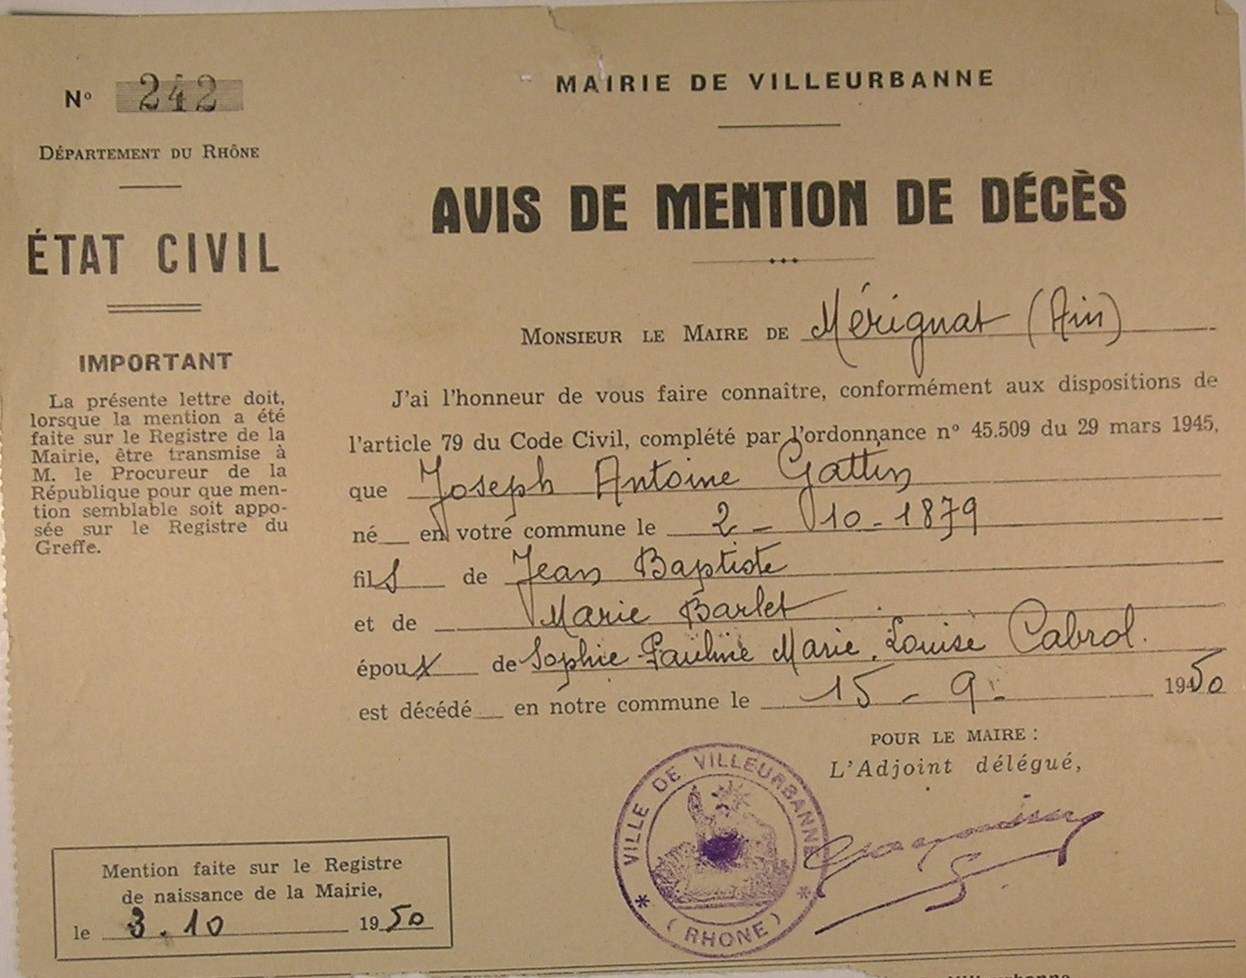 N° 242
DÉPARTEMENT DU RHÔNE
ÉTAT CIVIL
IMPORTANT
La présente lettre doit,
lorsque la mention a été
faite sur le Registre de la
Mairie, être transmise à
M. le Procureur de la
République pour que men-
tion semblable soit appo-
sée sur le Registre du
Greffe.
MAIRIE DE VILLEURBANNE
AVIS DE MENTION DE DÉCÈS
MONSIEUR LE MAIRE DE Mérignat (Ain)
J'ai l'honneur de vous faire connaître, conformément aux dispositions de
l'article 79 du Code Civil, complété par l'ordonnance n° 45.509 du 29 mars 1945,
que Joseph Antoine Gattin
né en votre commune le 2 - 10 - 1879
fils de Jean Baptiste
et de Marie Barlet
époux de Sophie Pauline Marie Louise Cabrol.
est décédé en notre commune le 15 - 9 - 1950
POUR LE MAIRE :
L'Adjoint délégué,
VILLE DE VILLEURBANNE
* (RHONE) *
Mention faite sur le Registre
de naissance de la Mairie,
le 3.10 1950